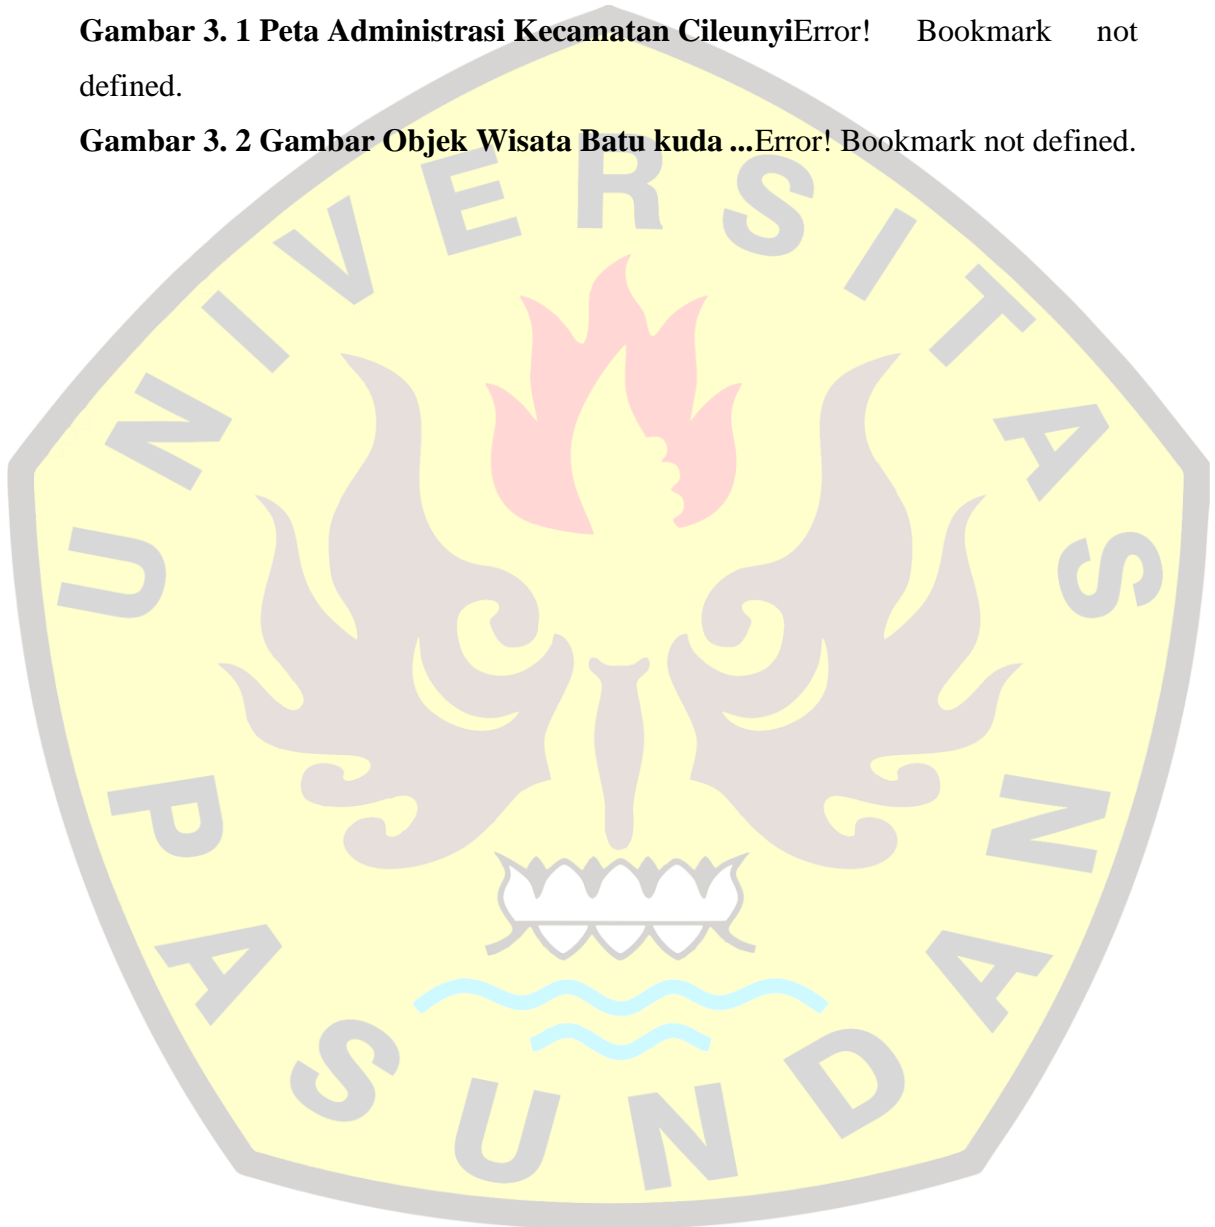 Gambar 3. 1 Peta Administrasi Kecamatan CileunyiError! Bookmark not
defined.
Gambar 3. 2 Gambar Objek Wisata Batu kuda ...Error! Bookmark not defined.
UNIVERSITAS
PASUNDAN